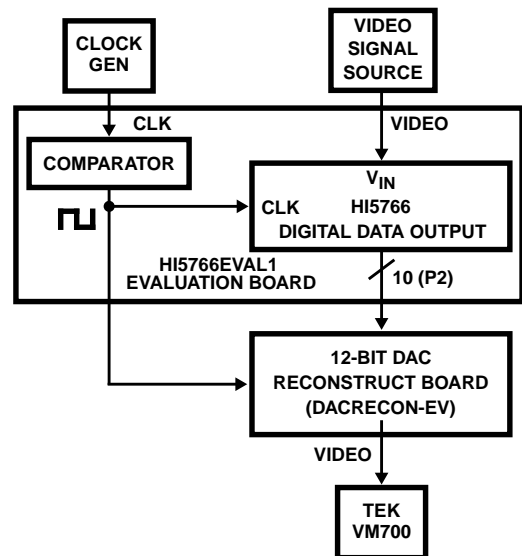 CLOCK
GEN
VIDEO
SIGNAL
SOURCE
CLK
VIDEO
COMPARATOR
VIN
CLK
HI5766
DIGITAL DATA OUTPUT
HI5766EVAL1
EVALUATION BOARD
10 (P2)
12-BIT DAC
RECONSTRUCT BOARD
(DACRECON-EV)
VIDEO
TEK
VM700